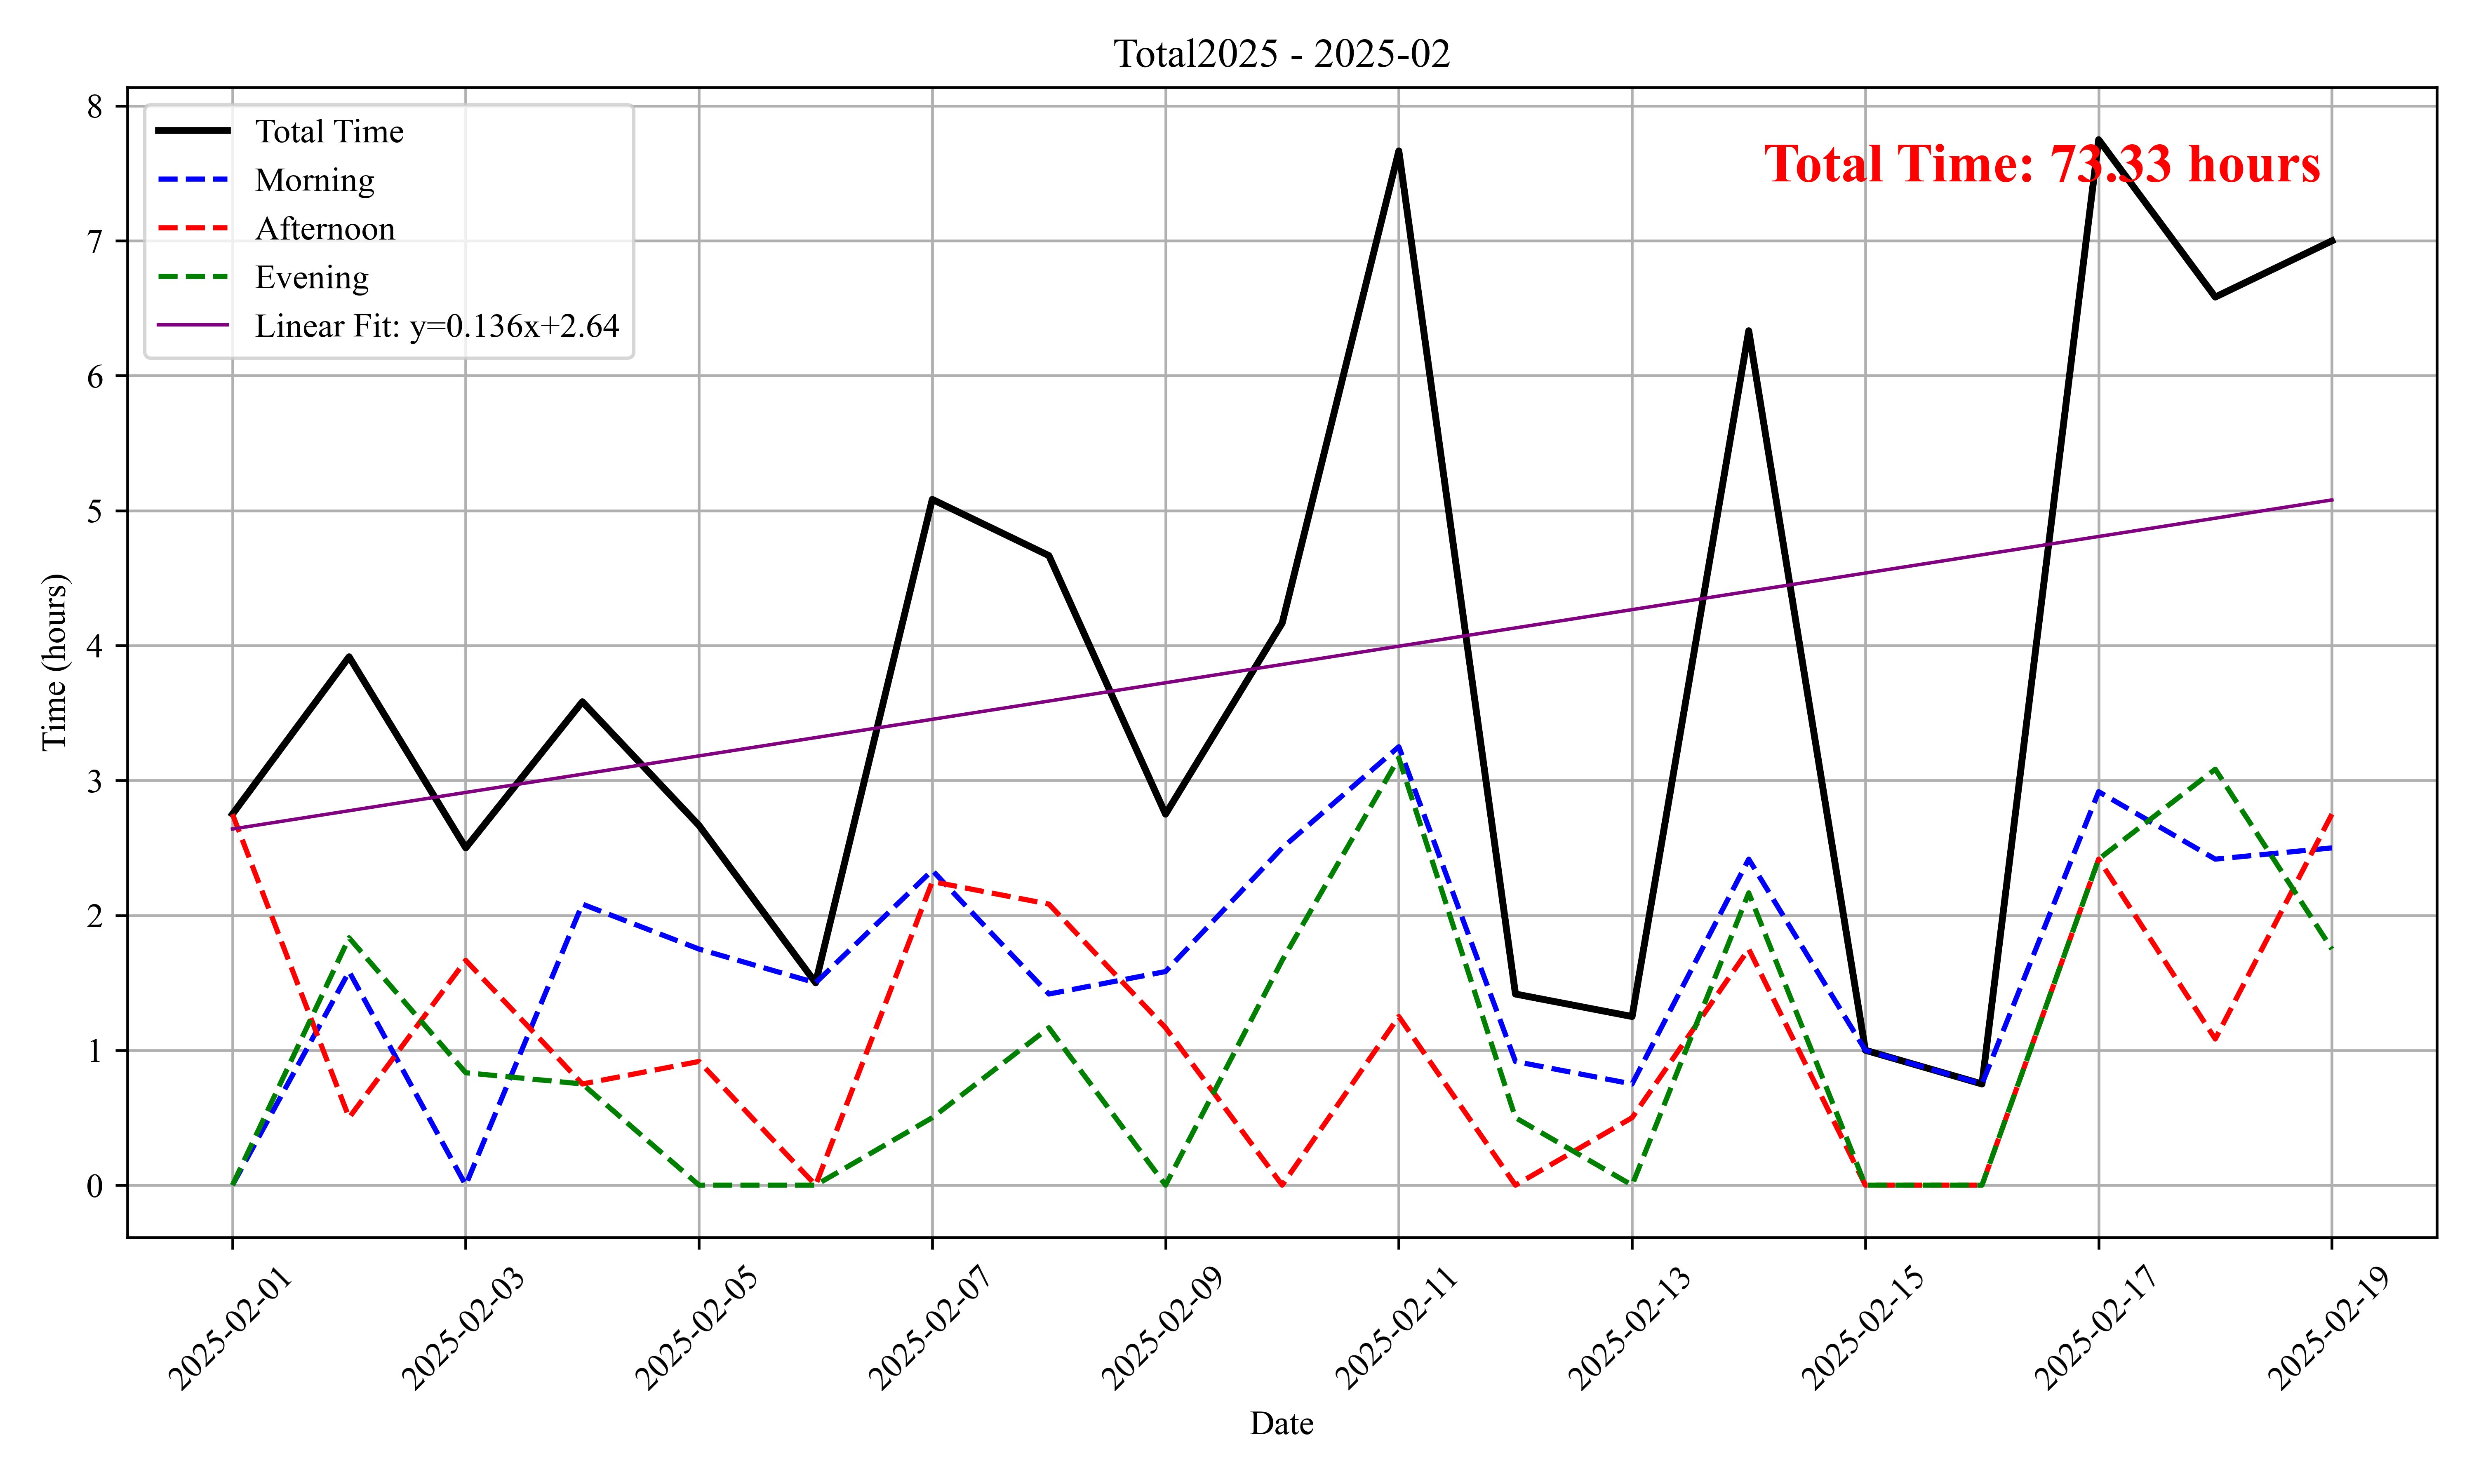 Total2025 - 2025-02
Total Time: 73.33 hours
Total Time
Morning
Afternoon
Evening
Linear Fit: y=0.136x+2.64
Time (hours)
8
7
6
5
4
3
2
1
0
2025-02-01
2025-02-03
2025-02-05
2025-02-07
2025-02-09
2025-02-11
2025-02-13
2025-02-15
2025-02-17
2025-02-19
Date